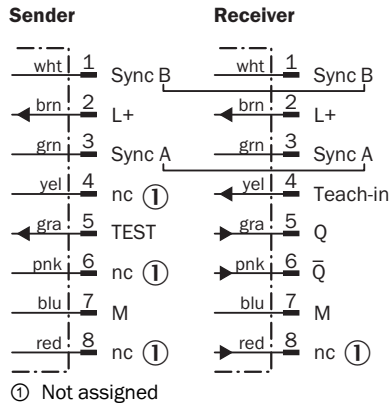 Sender Receiver
wht 1 Sync B wht 1 Sync B
brn 2 L+ brn 2 L+
grn 3 Sync A grn 3 Sync A
yel 4 nc ① yel 4 Teach-in
gra 5 TEST gra 5 Q
pnk 6 nc ① pnk 6 Q̅
blu 7 M blu 7 M
red 8 nc ① red 8 nc ①
① Not assigned